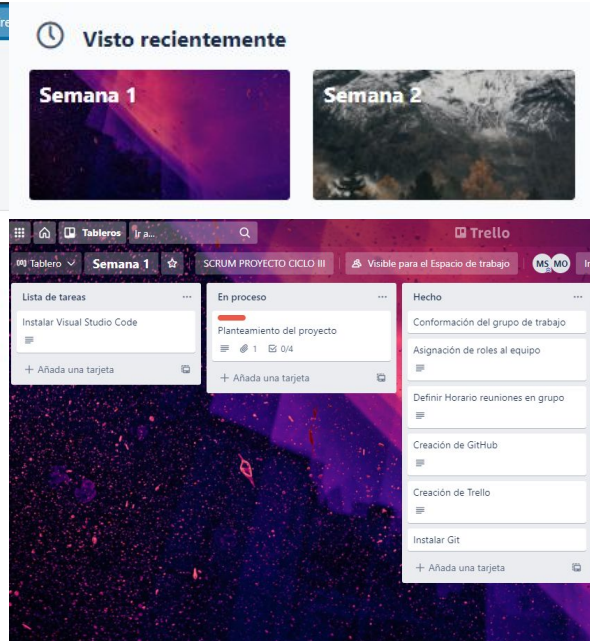 Visto recientemente
Semana 1
Semana 2
Tableros
Ir a...
Trello
Tablero
Semana 1
SCRUM PROYECTO CICLO III
Visible para el Espacio de trabajo
MS
MO
Lista de tareas
Instalar Visual Studio Code
+ Añada una tarjeta
En proceso
Planteamiento del proyecto
1
0/4
+ Añada una tarjeta
Hecho
Conformación del grupo de trabajo
Asignación de roles al equipo
Definir Horario reuniones en grupo
Creación de GitHub
Creación de Trello
Instalar Git
+ Añada una tarjeta